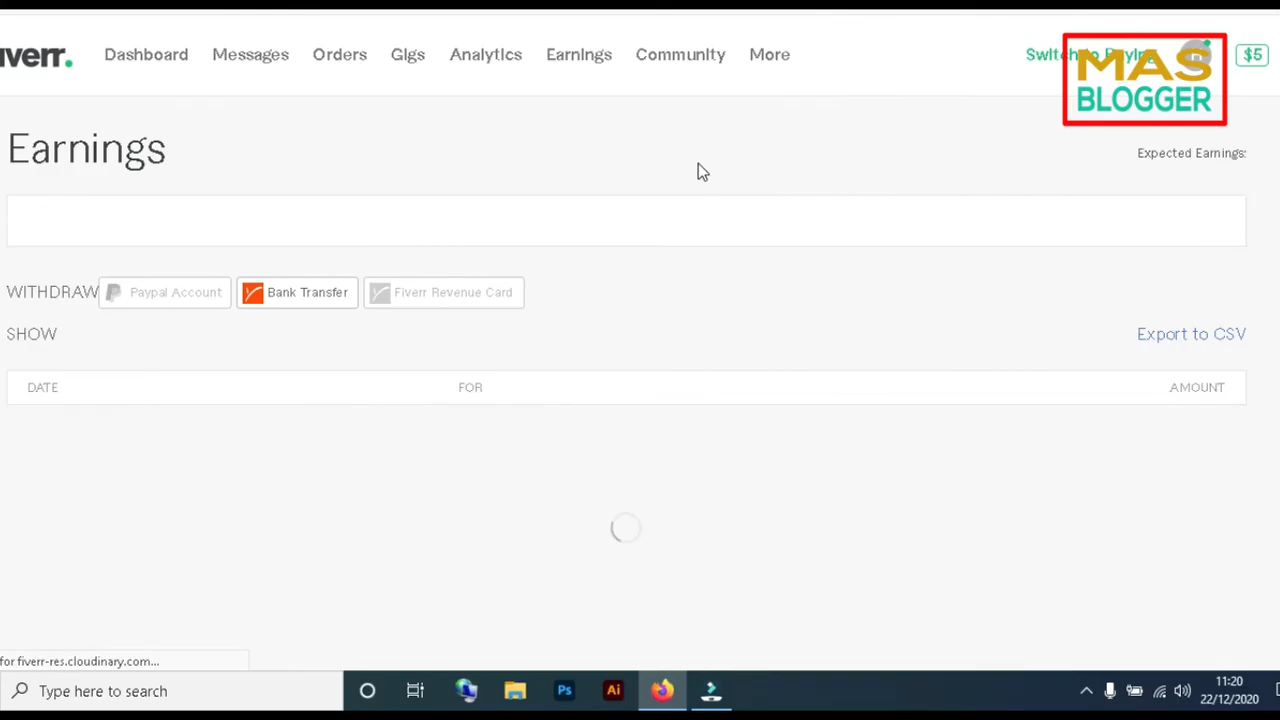 iverr.
Dashboard Messages Orders Gigs Analytics Earnings Community More
$5
MAS
BLOGGER
Earnings
Expected Earnings:
WITHDRAW Paypal Account Bank Transfer Fiverr Revenue Card
SHOW
Export to CSV
DATE FOR AMOUNT
for fiverr-res.cloudinary.com...
Type here to search
Ps
Ai
11:20
22/12/2020